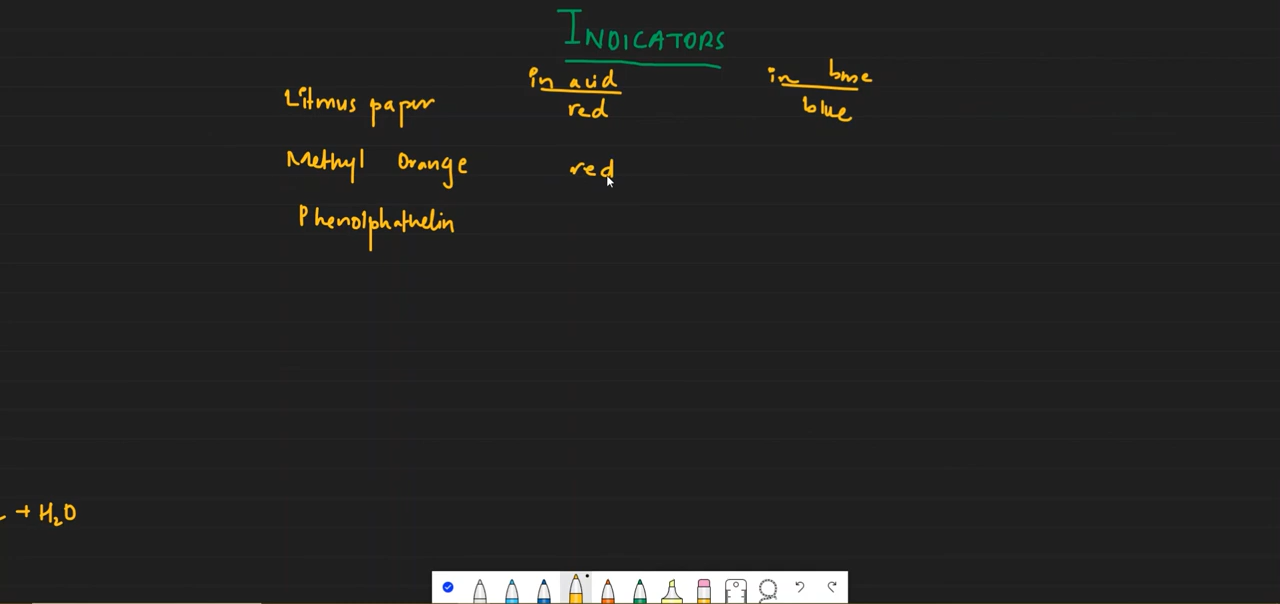 INDICATORS
in acid in base
Litmus paper red blue
Methyl Orange red
Phenolphathelin
+ H₂O